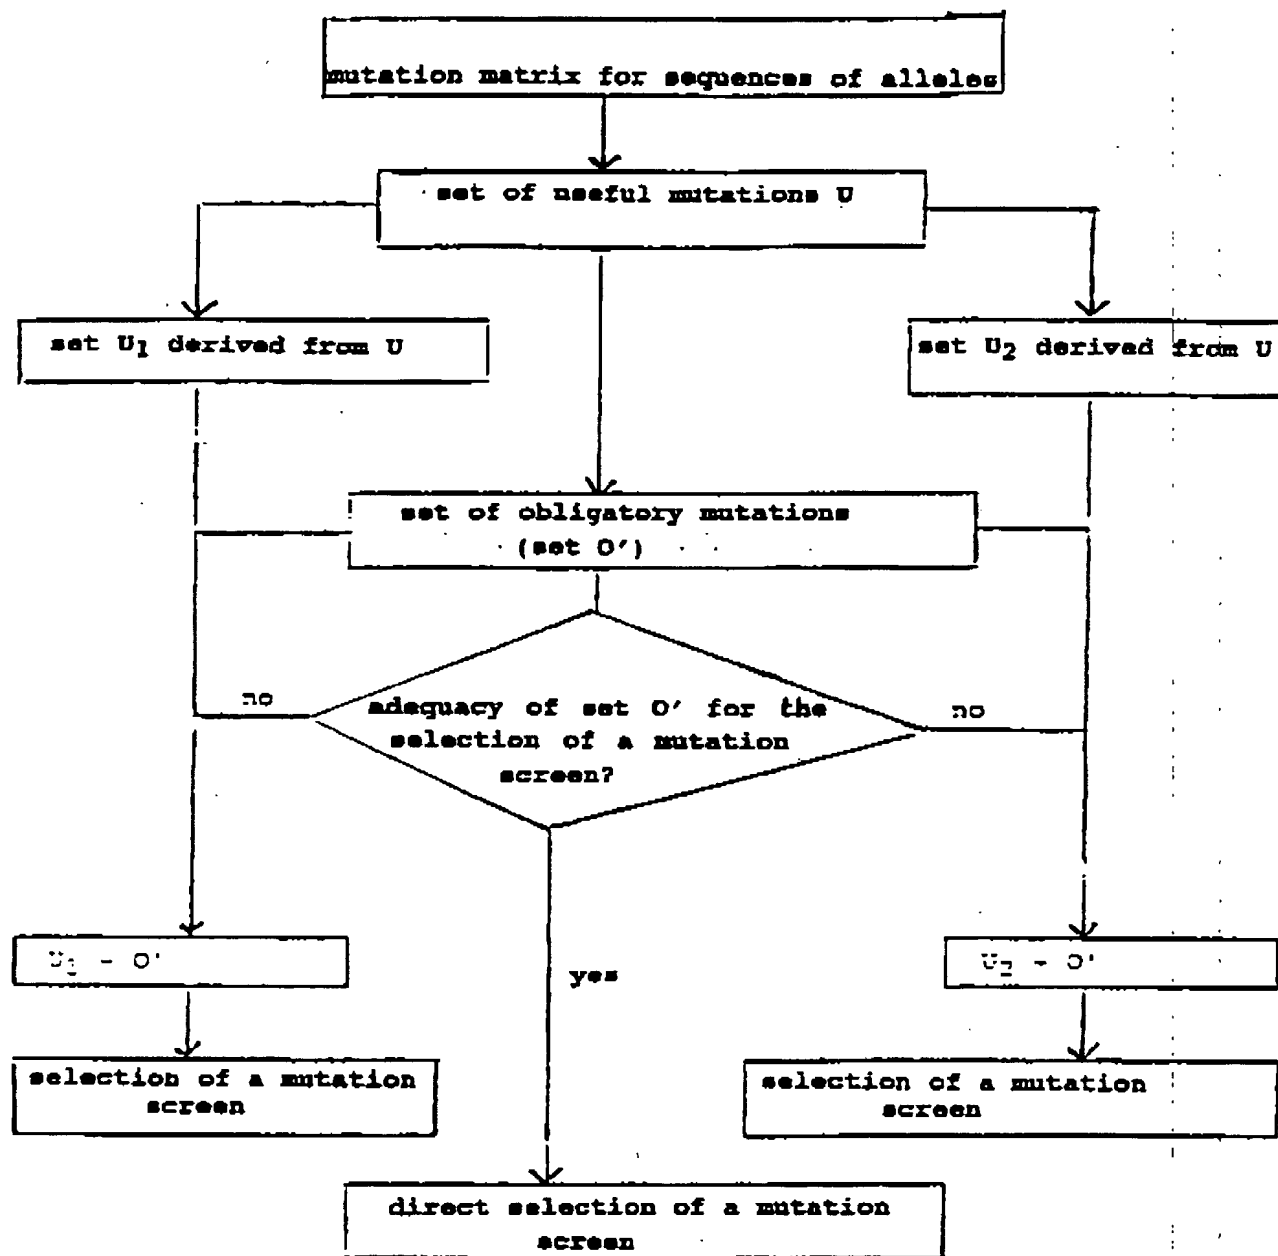 mutation matrix for sequences of alleles
set of useful mutations U
set U1 derived from U
set U2 derived from U
set of obligatory mutations
(set O')
no
no
adequacy of set O' for the
selection of a mutation
screen?
U1 - O'
U2 - O'
yes
selection of a mutation
screen
selection of a mutation
screen
direct selection of a mutation
screen